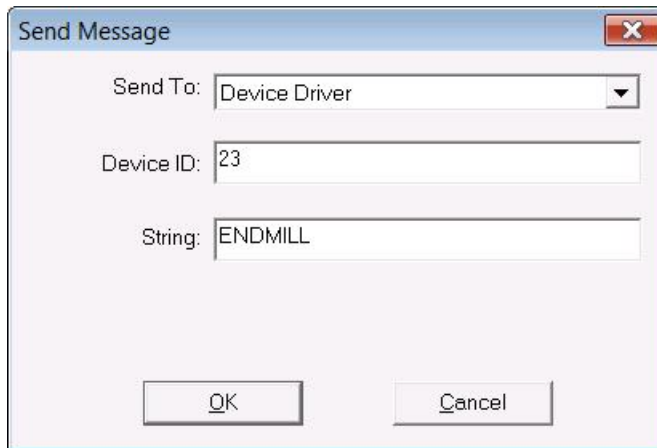 Send Message
Send To: Device Driver
Device ID: 23
String: ENDMILL
OK Cancel